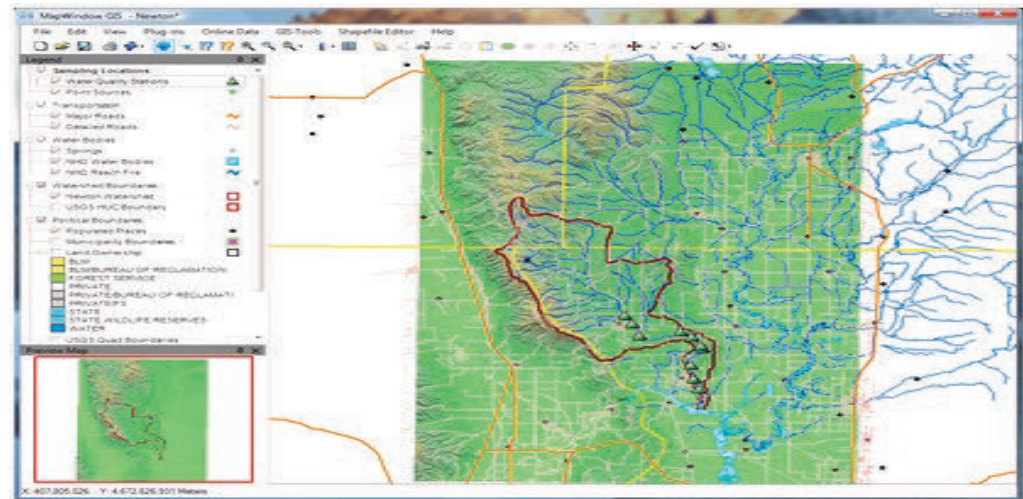 MapWindow GIS - Newton*
File Edit View Plug-ins Online Data GIS-Tools Shapefile Editor Help
Legend
Sampling Locations
Water Quality Stations
Point Sources
Transportation
Major Roads
Detailed Roads
Water Bodies
Springs
NHD Water Bodies
NHD Reach File
Watershed Boundaries
Newton Watershed
USGS HUC Boundary
Political Boundaries
Populated Places
Municipality Boundaries
Land Ownership
BLM
BLM/BUREAU OF RECLAMATION
FOREST SERVICE
PRIVATE
PRIVATE/BUREAU OF RECLAMATI
PRIVATE/FS
STATE
STATE WILDLIFE RESERVES
WATER
USGS Quad Boundaries
Preview Map
X: 407,805.026 Y: 4,672,626.901 Meters